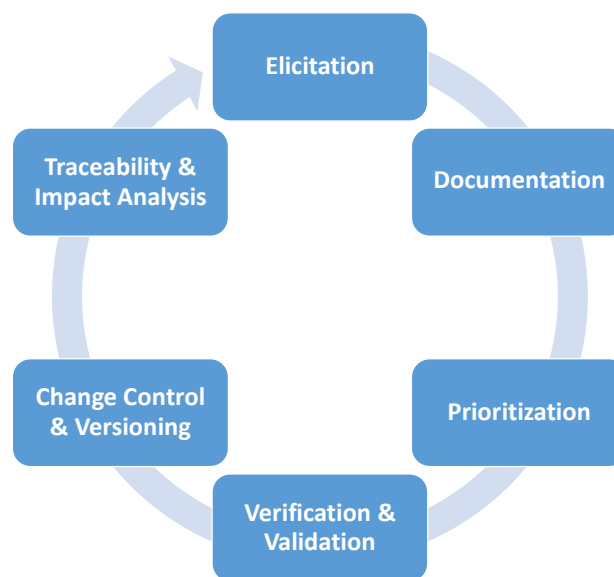 Elicitation
Documentation
Prioritization
Verification &
Validation
Change Control
& Versioning
Traceability &
Impact Analysis